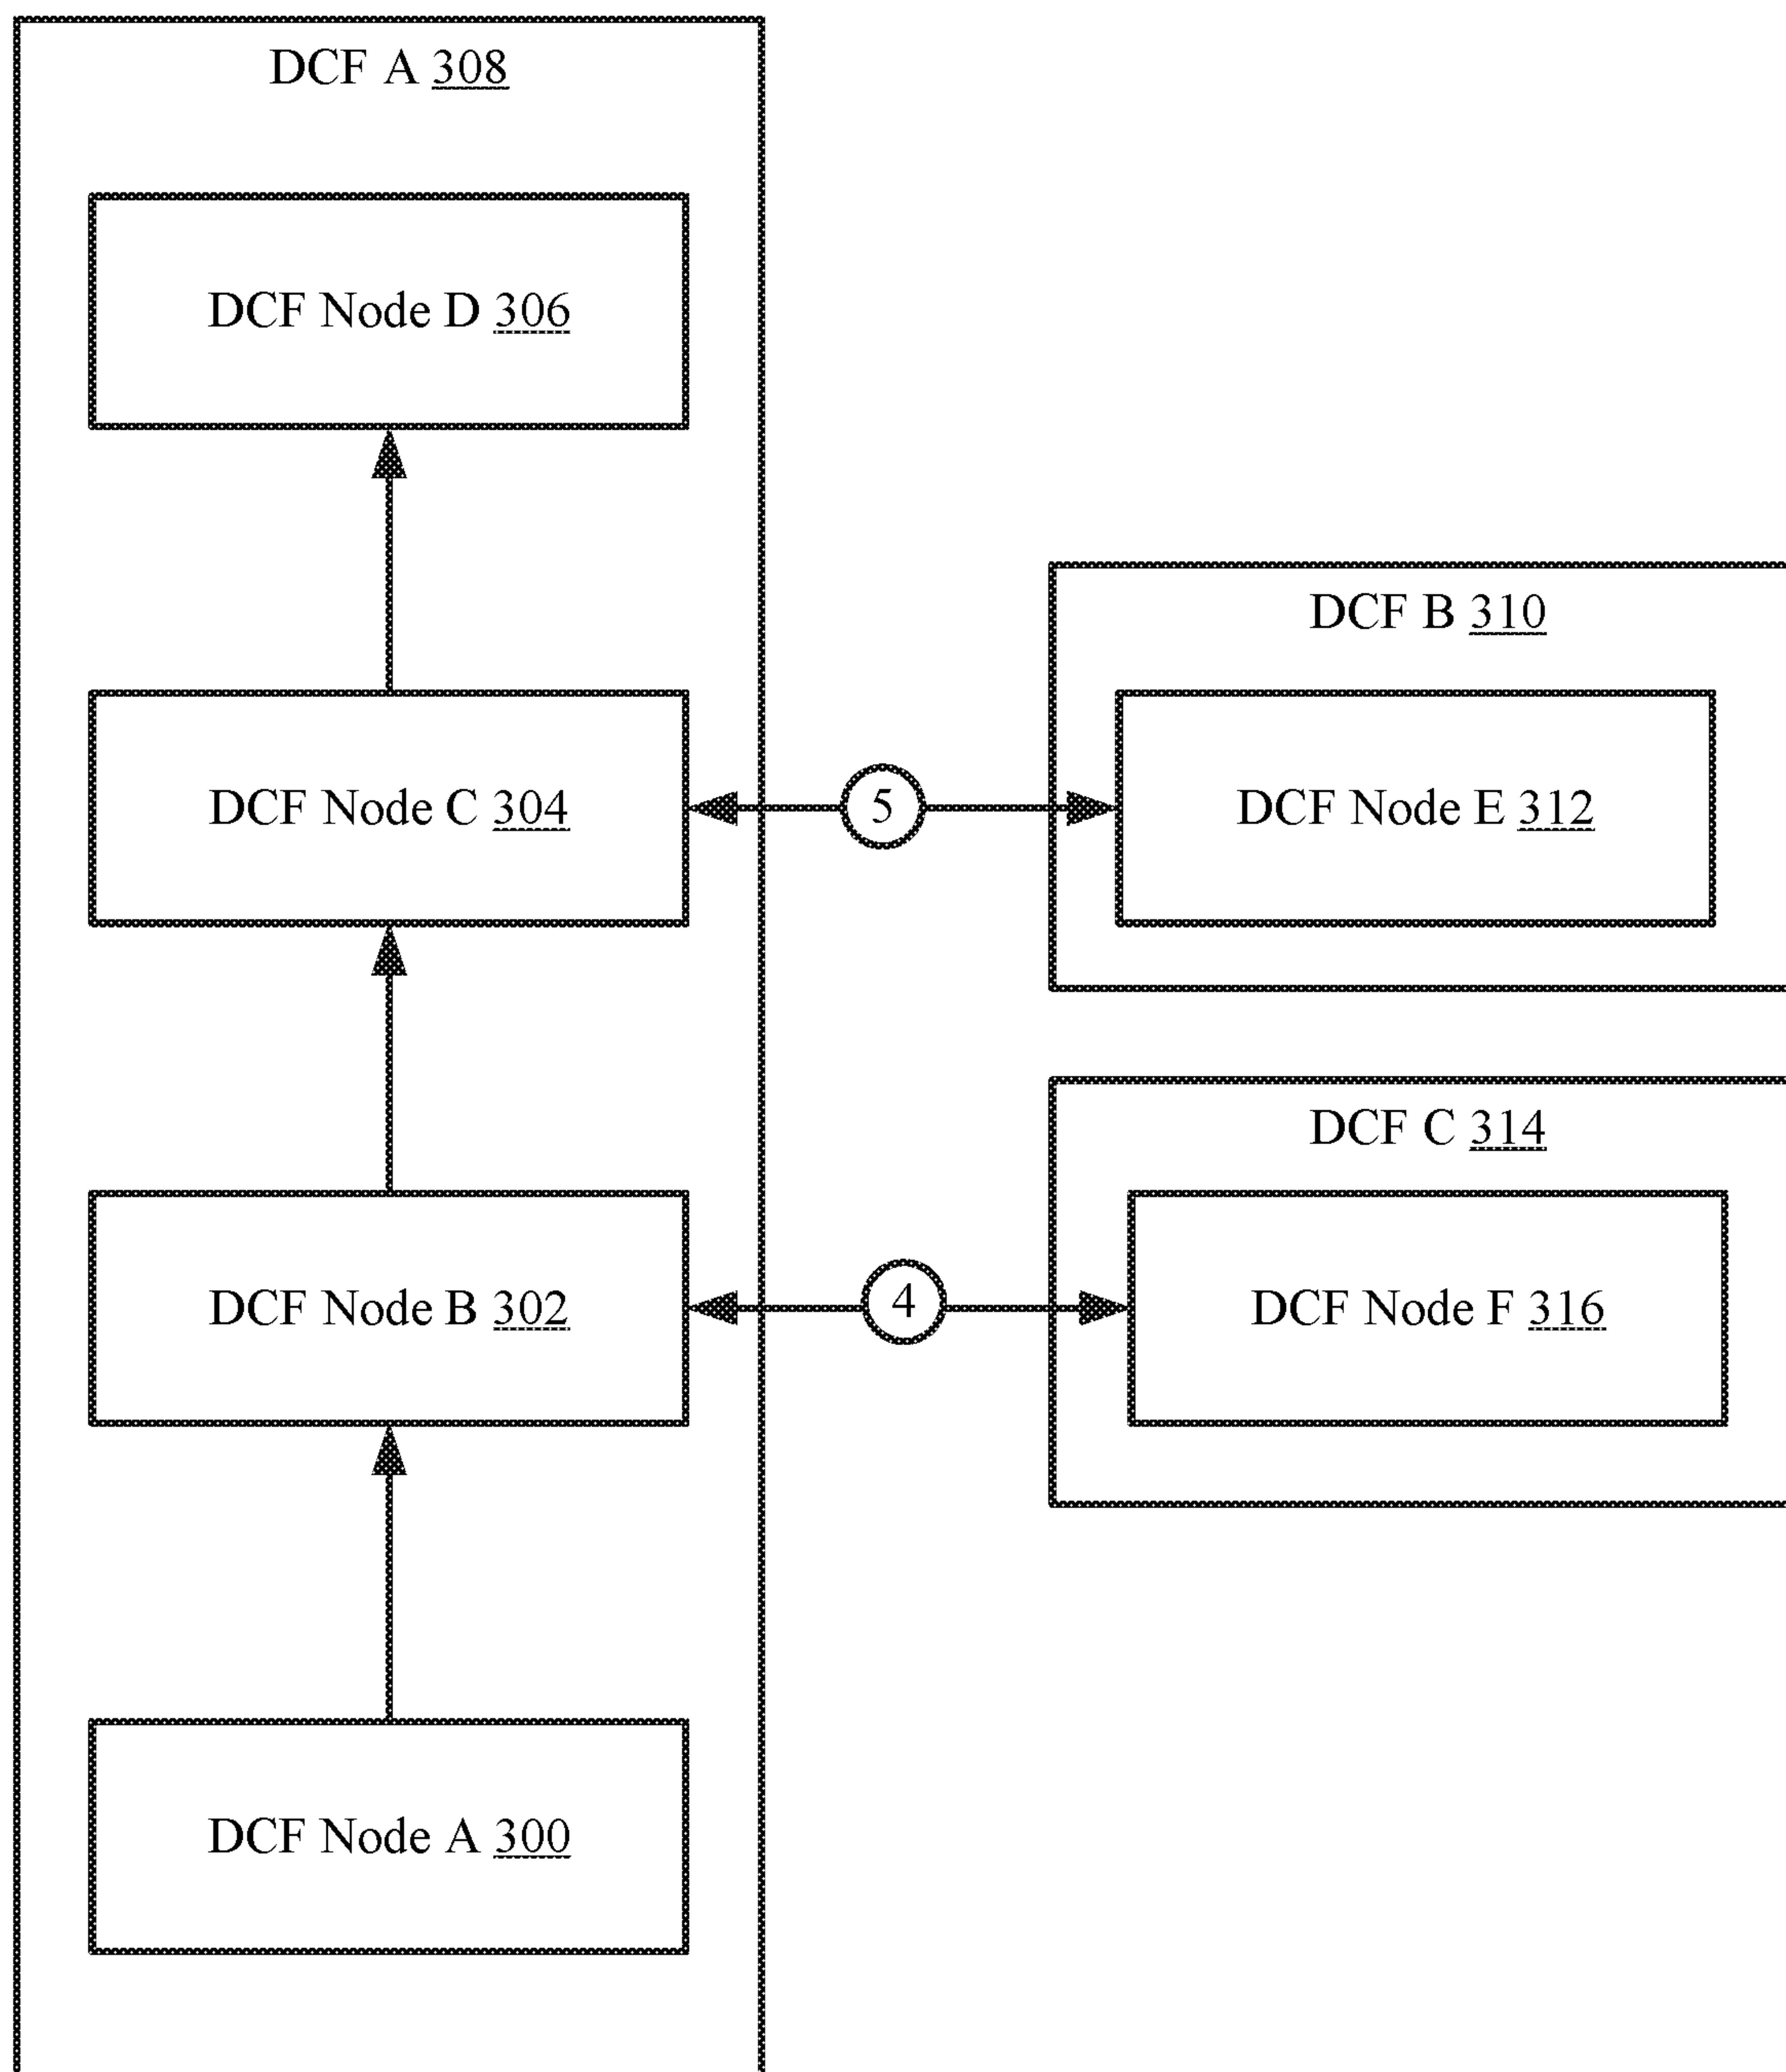 DCF A 308
DCF Node D 306
DCF B 310
DCF Node C 304
5
DCF Node E 312
DCF C 314
DCF Node B 302
4
DCF Node F 316
DCF Node A 300